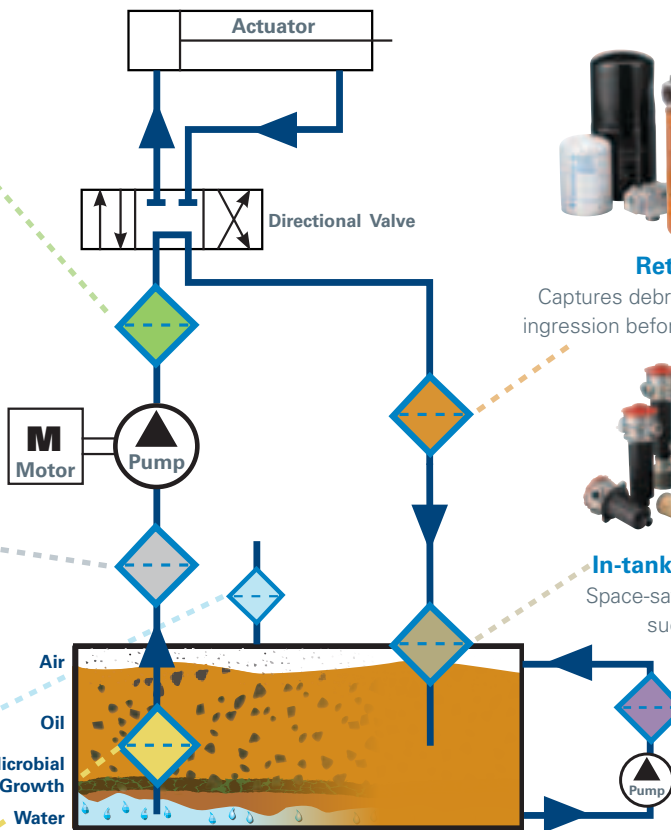 Actuator
Directional Valve
Ret
Captures debr
ingression befor
M
Motor
Pump
In-tank
Space-sa
su
Air
Oil
icrobial
Growth
Water
Pump